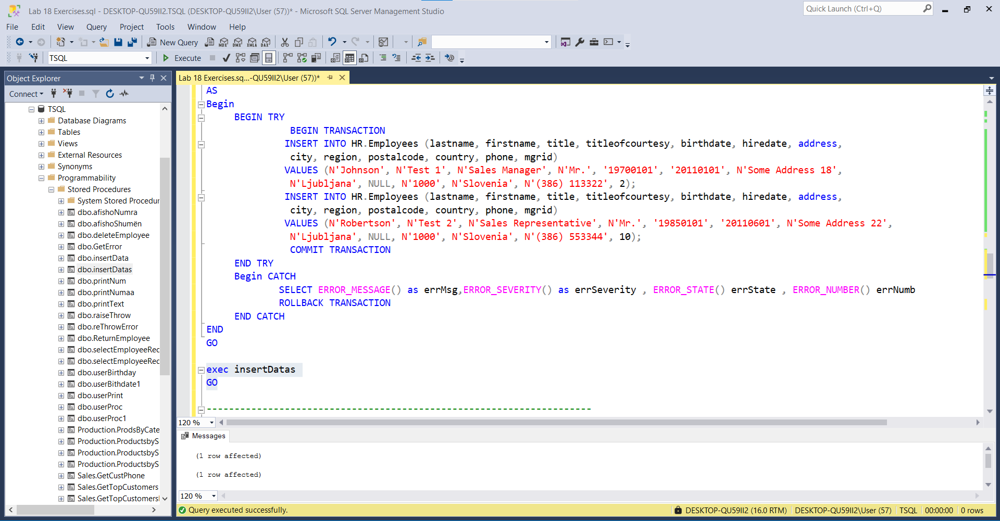 Lab 18 Exercises.sql - DESKTOP-QU59II2.TSQL (DESKTOP-QU59II2\User (57))* - Microsoft SQL Server Management Studio
Quick Launch (Ctrl+Q)
File Edit View Query Project Tools Window Help
New Query MDX DMX XMLA DAX
TSQL Execute
Object Explorer
Connect
TSQL
Database Diagrams
Tables
Views
External Resources
Synonyms
Programmability
Stored Procedures
System Stored Procedur
dbo.afishoNumra
dbo.afishoShumën
dbo.deleteEmployee
dbo.GetError
dbo.insertData
dbo.insertDatas
dbo.printNum
dbo.printNumaa
dbo.printText
dbo.raiseThrow
dbo.reThrowError
dbo.ReturnEmployee
dbo.selectEmployeeRec
dbo.selectEmployeeRec
dbo.userBirthday
dbo.userBithdate1
dbo.userPrint
dbo.userProc
dbo.userProc1
Production.ProdsByCate
Production.ProductsbyS
Production.ProductsbyS
Production.ProductsbyS
Sales.GetCustPhone
Sales.GetTopCustomers
Sales.GetTopCustomers
Lab 18 Exercises.sq...-QU59II2\User (57))*
AS
Begin
BEGIN TRY
BEGIN TRANSACTION
INSERT INTO HR.Employees (lastname, firstname, title, titleofcourtesy, birthdate, hiredate, address,
city, region, postalcode, country, phone, mgrid)
VALUES (N'Johnson', N'Test 1', N'Sales Manager', N'Mr.', '19700101', '20110101', N'Some Address 18',
N'Ljubljana', NULL, N'1000', N'Slovenia', N'(386) 113322', 2);
INSERT INTO HR.Employees (lastname, firstname, title, titleofcourtesy, birthdate, hiredate, address,
city, region, postalcode, country, phone, mgrid)
VALUES (N'Robertson', N'Test 2', N'Sales Representative', N'Mr.', '19850101', '20110601', N'Some Address 22',
N'Ljubljana', NULL, N'1000', N'Slovenia', N'(386) 553344', 10);
COMMIT TRANSACTION
END TRY
Begin CATCH
SELECT ERROR_MESSAGE() as errMsg,ERROR_SEVERITY() as errSeverity , ERROR_STATE() errState , ERROR_NUMBER() errNumb
ROLLBACK TRANSACTION
END CATCH
END
GO
exec insertDatas
GO
---------------------------------------------------------------------
120 %
Messages
(1 row affected)
(1 row affected)
120 %
Query executed successfully.
DESKTOP-QU59II2 (16.0 RTM) DESKTOP-QU59II2\User (57) TSQL 00:00:00 0 rows